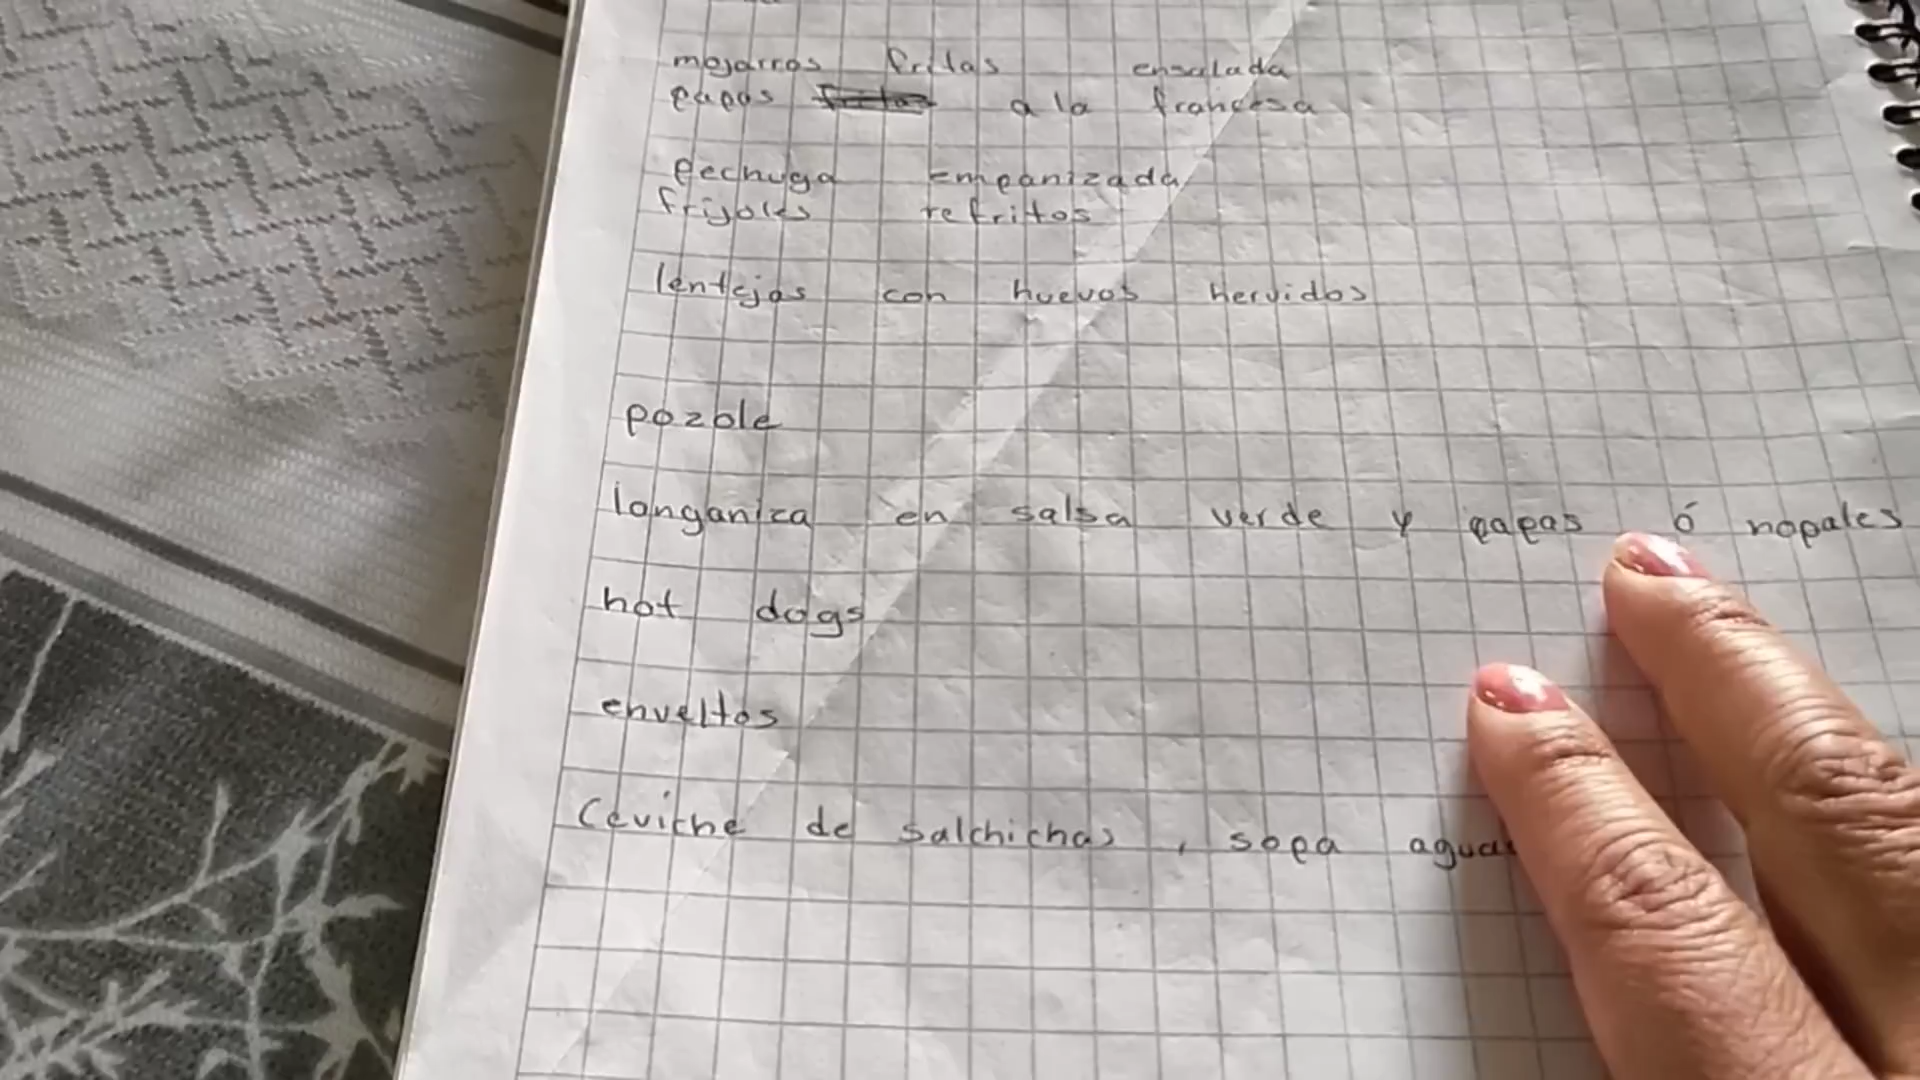 mojarras fritas ensalada
papas a la francesa
pechuga empanizada
frijoles refritos
lentejas con huevos hervidos
pozole
longaniza en salsa verde y papas ó nopales
hot dogs
enveltos
Ceviche de salchichas, sopa